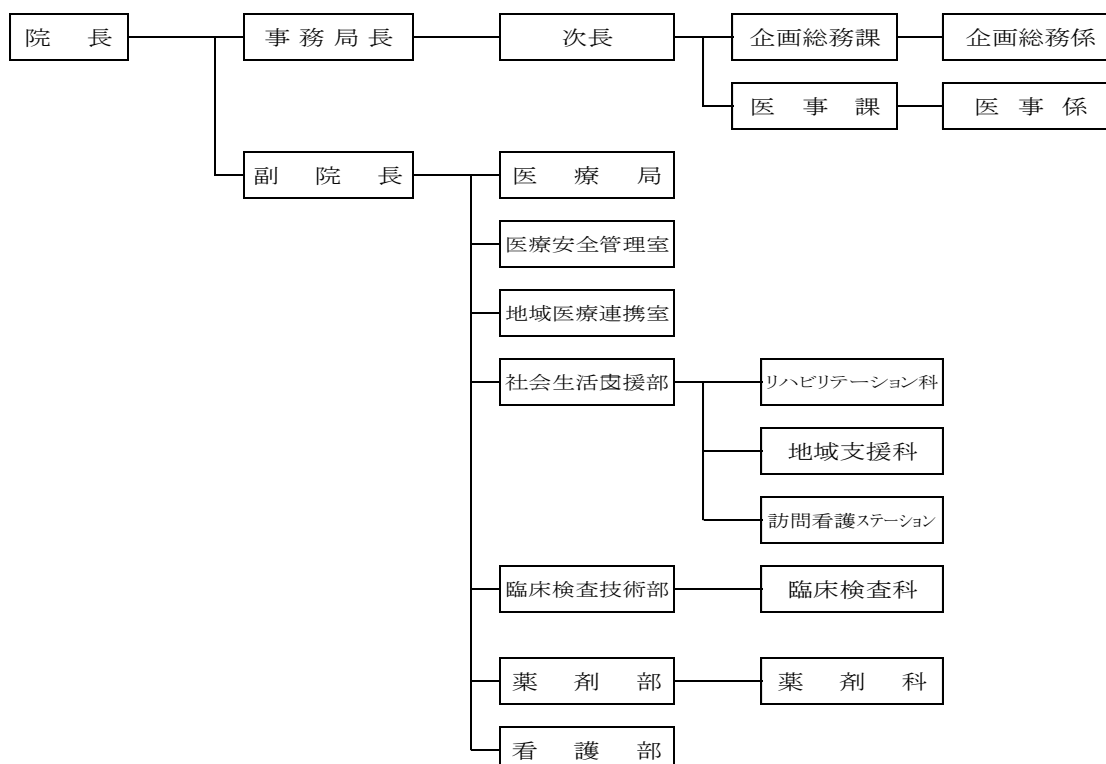 院長 事務局長 次長 企画総務課 企画総務係
医事課 医事係
副院長 医療局
医療安全管理室
地域医療連携室
社会生活支援部 リハビリテーション科
地域支援科
訪問看護ステーション
臨床検査技術部 臨床検査科
薬剤部 薬剤科
看護部